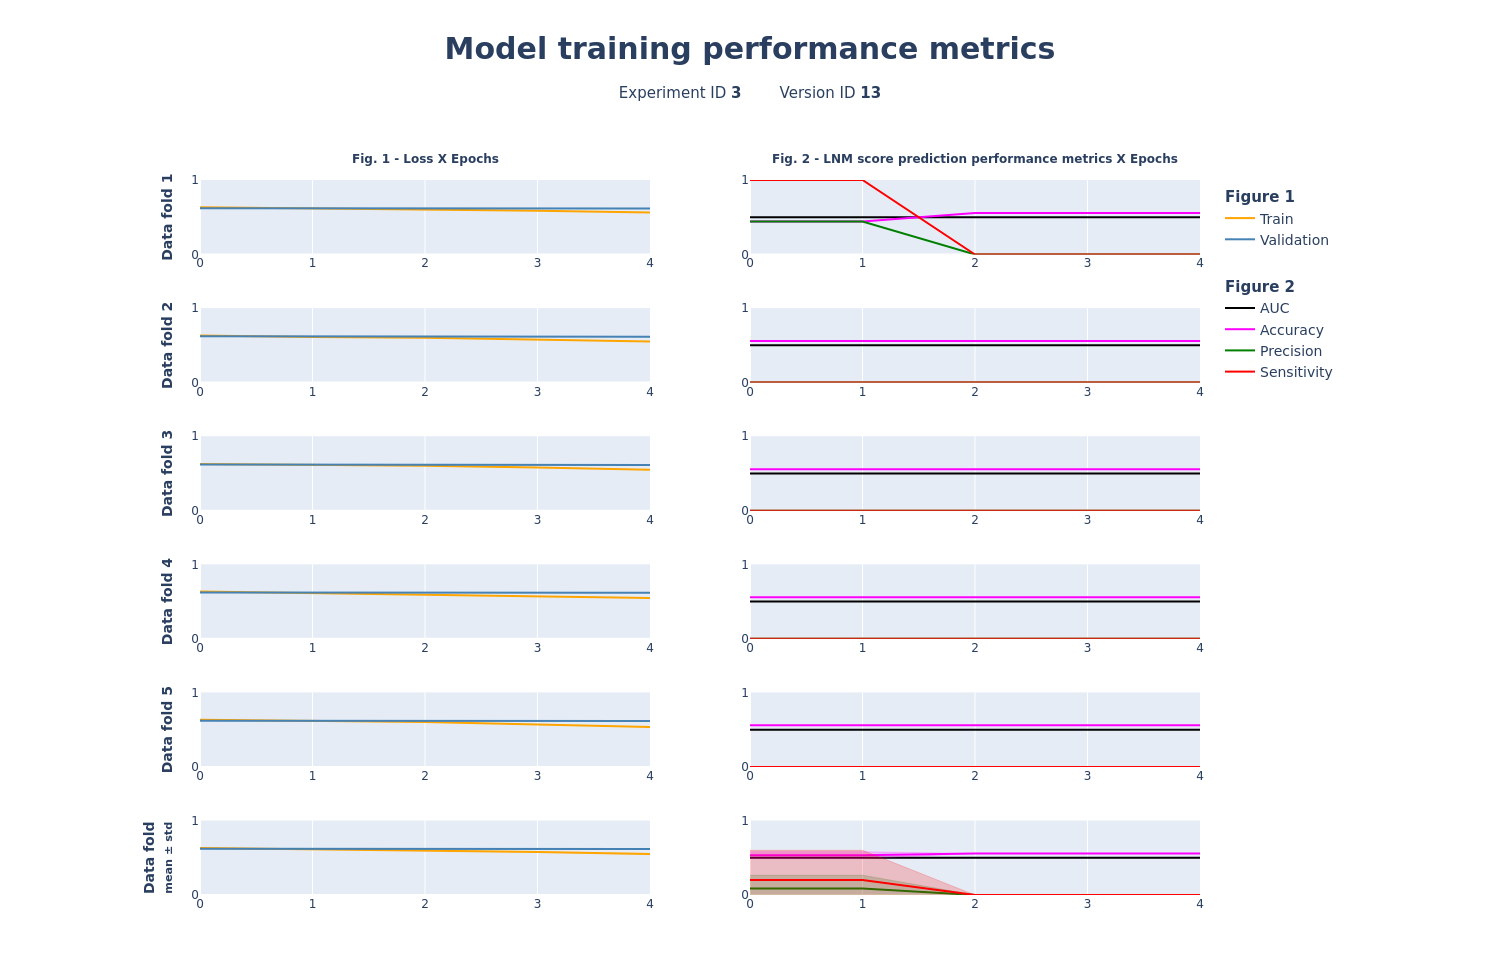 Model training performance metrics
Experiment ID 3 Version ID 13
Fig. 1 - Loss X Epochs
Fig. 2 - LNM score prediction performance metrics X Epochs
Data fold 1
1
0
0 1 2 3 4
1
0
0 1 2 3 4
Figure 1
Train
Validation
Figure 2
AUC
Accuracy
Precision
Sensitivity
Data fold 2
1
0
0 1 2 3 4
1
0
0 1 2 3 4
Data fold 3
1
0
0 1 2 3 4
1
0
0 1 2 3 4
Data fold 4
1
0
0 1 2 3 4
1
0
0 1 2 3 4
Data fold 5
1
0
0 1 2 3 4
1
0
0 1 2 3 4
Data fold
mean ± std
1
0
0 1 2 3 4
1
0
0 1 2 3 4